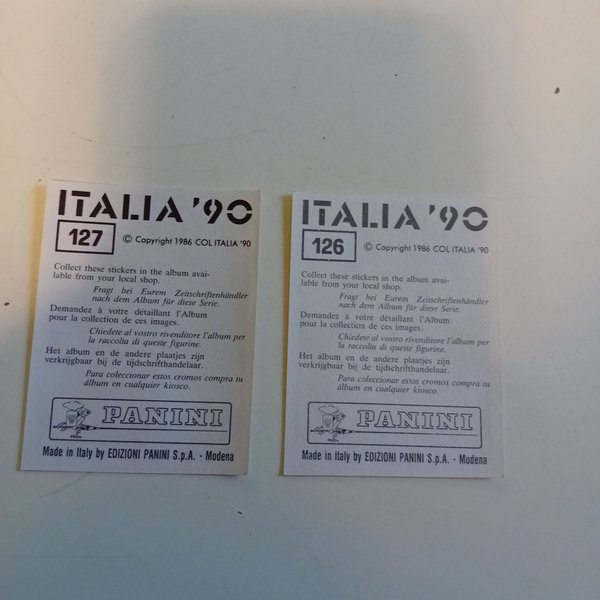 ITALIA '90
127
© Copyright 1986 COL ITALIA '90
Collect these stickers in the album avai-
lable from your local shop.
Fragt bei Eurem Zeitschriftenhändler
nach dem Album für diese Serie.
Demandez à votre détaillant l'Album
pour la collection de ces images.
Chiedete al vostro rivenditore l'album per
la raccolta di queste figurine.
Het album en de andere plaatjes zijn
verkrijgbaar bij de tijdschrifthandelaar.
Para coleccionar estos cromos compra tu
álbum en cualquier kiosco.
PANINI
Made in Italy by EDIZIONI PANINI S.p.A. - Modena
ITALIA '90
126
© Copyright 1986 COL ITALIA '90
Collect these stickers in the album avai-
lable from your local shop.
Fragt bei Eurem Zeitschriftenhändler
nach dem Album für diese Serie.
Demandez à votre détaillant l'Album
pour la collection de ces images.
Chiedete al vostro rivenditore l'album per
la raccolta di queste figurine.
Het album en de andere plaatjes zijn
verkrijgbaar bij de tijdschrifthandelaar.
Para coleccionar estos cromos compra tu
álbum en cualquier kiosco.
PANINI
Made in Italy by EDIZIONI PANINI S.p.A. - Modena